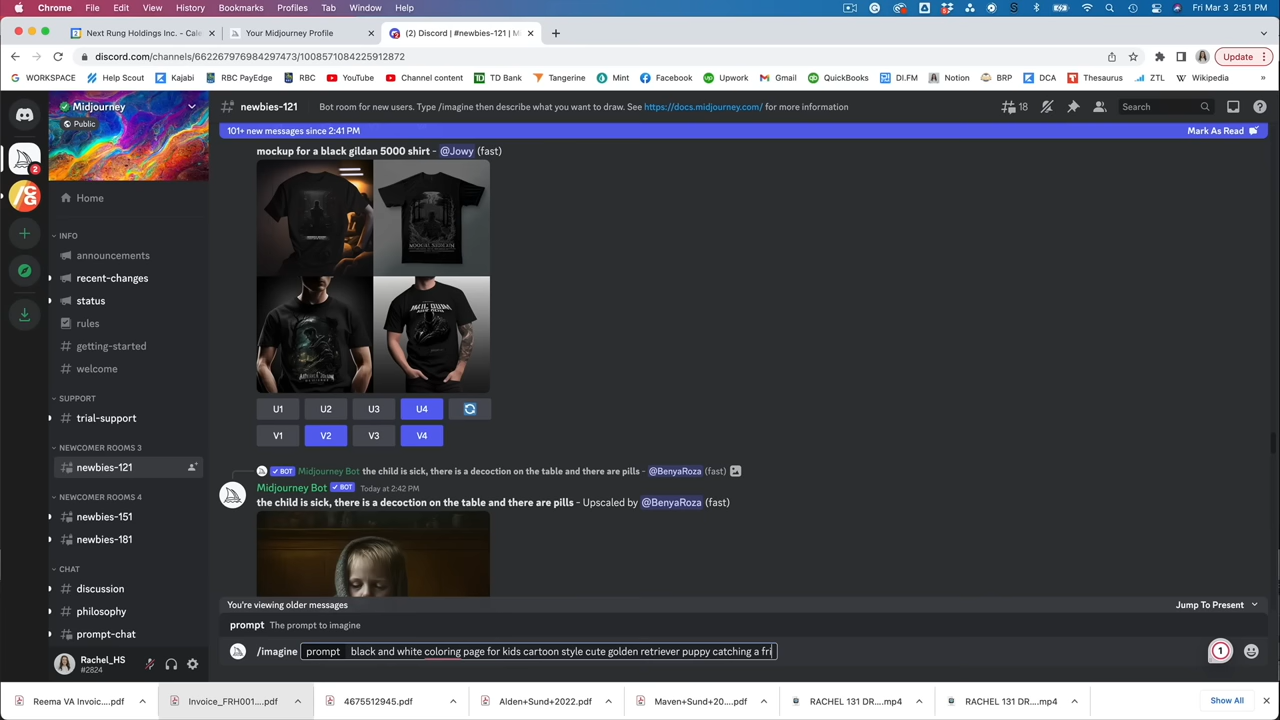 Chrome File Edit View History Bookmarks Profiles Tab Window Help Fri Mar 3 2:51 PM
Next Rung Holdings Inc. - Cale Your Midjourney Profile (2) Discord | #newbies-121 | M
discord.com/channels/662267976984297473/1008571084225912872 Update
WORKSPACE Help Scout Kajabi RBC PayEdge RBC YouTube Channel content TD Bank Tangerine Mint Facebook Upwork Gmail QuickBooks DI.FM Notion BRP DCA Thesaurus ZTL Wikipedia
Midjourney
Public
newbies-121 Bot room for new users. Type /imagine then describe what you want to draw. See https://docs.midjourney.com/ for more information 18 Search
101+ new messages since 2:41 PM Mark As Read
2
Home
INFO
announcements
recent-changes
status
rules
getting-started
welcome
SUPPORT
trial-support
NEWCOMER ROOMS 3
newbies-121
NEWCOMER ROOMS 4
newbies-151
newbies-181
CHAT
discussion
philosophy
prompt-chat
Rachel_HS
#2824
mockup for a black gildan 5000 shirt - @Jowy (fast)
U1 U2 U3 U4
V1 V2 V3 V4
BOT Midjourney Bot the child is sick, there is a decoction on the table and there are pills - @BenyaRoza (fast)
Midjourney Bot BOT Today at 2:42 PM
the child is sick, there is a decoction on the table and there are pills - Upscaled by @BenyaRoza (fast)
You're viewing older messages Jump To Present
prompt The prompt to imagine
/imagine prompt black and white coloring page for kids cartoon style cute golden retriever puppy catching a fri
1
Reema VA Invoic....pdf Invoice_FRH001....pdf 4675512945.pdf Alden+Sund+2022.pdf Maven+Sund+20....pdf RACHEL 131 DR....mp4 RACHEL 131 DR....mp4 Show All